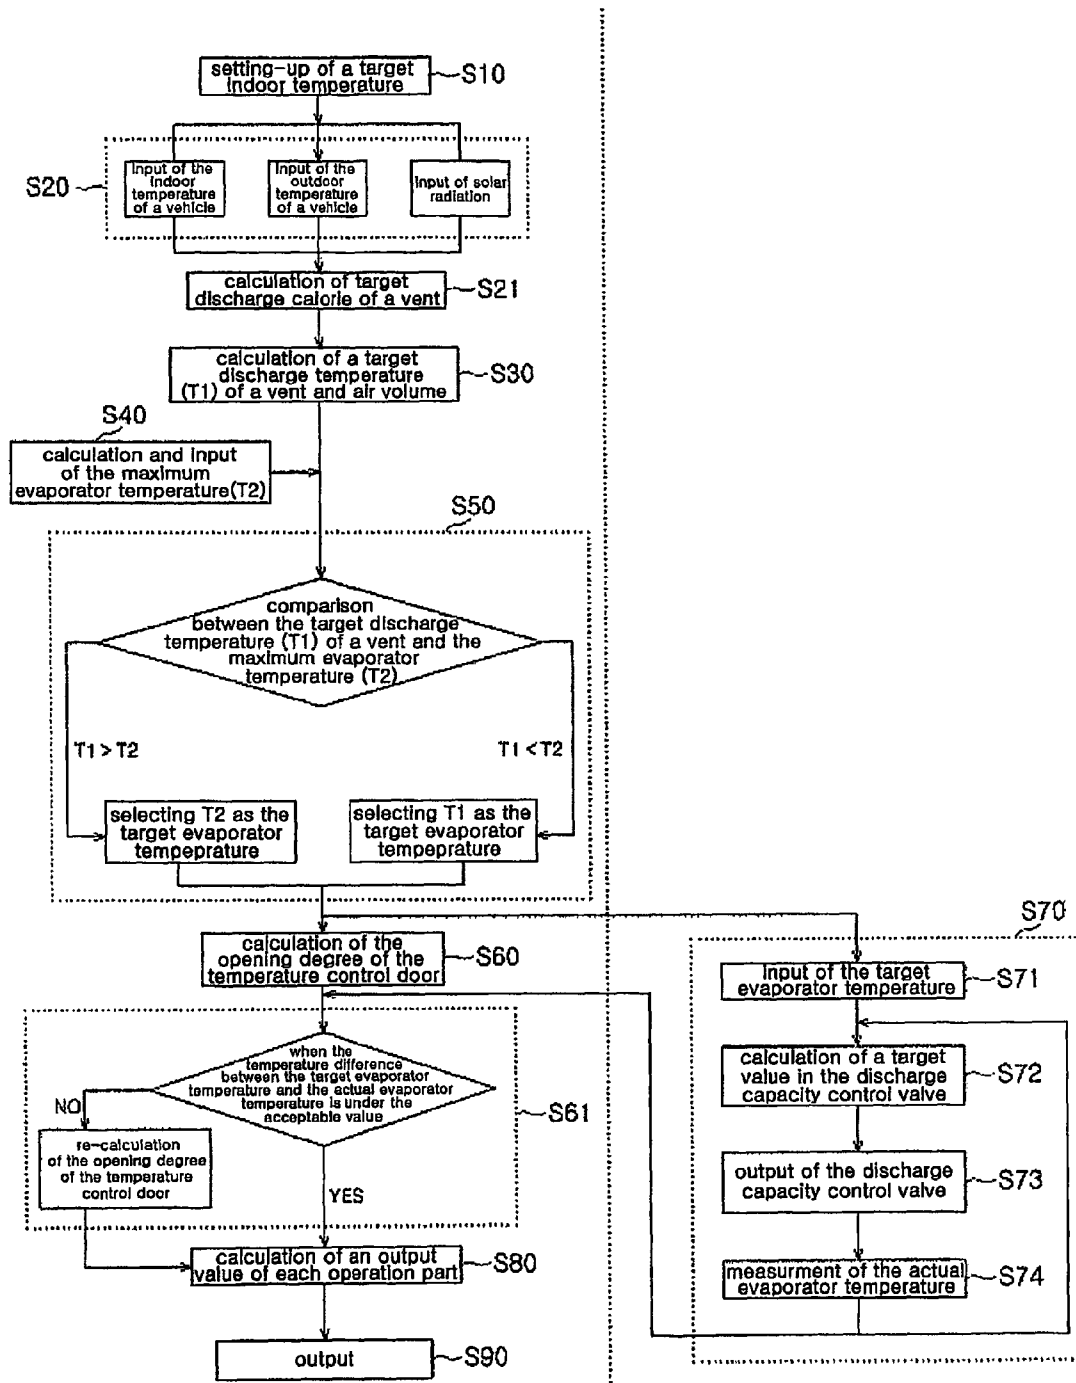 setting-up of a target
indoor temperature
S10
S20
input of the
indoor
temperature
of a vehicle
input of the
outdoor
temperature
of a vehicle
input of solar
radiation
calculation of target
discharge calorie of a vent
S21
calculation of a target
discharge temperature
(T1) of a vent and air volume
S30
S40
calculation and input
of the maximum
evaporator temperature(T2)
S50
comparison
between the target discharge
temperature (T1) of a vent and the
maximum evaporator
temperature (T2)
T1>T2
T1<T2
selecting T2 as the
target evaporator
tempeprature
selecting T1 as the
target evaporator
tempeprature
calculation of the
opening degree of the
temperature control door
S60
when the
temperature difference
between the target evaporator
temperature and the actual evaporator
temperature is under the
acceptable value
S61
NO
re-calculation
of the opening degree
of the temperature
control door
YES
calculation of an output
value of each operation part
S80
output
S90
S70
input of the target
evaporator temperature
S71
calculation of a target
value in the discharge
capacity control valve
S72
output of the discharge
capacity control valve
S73
measurment of the actual
evaporator temperature
S74